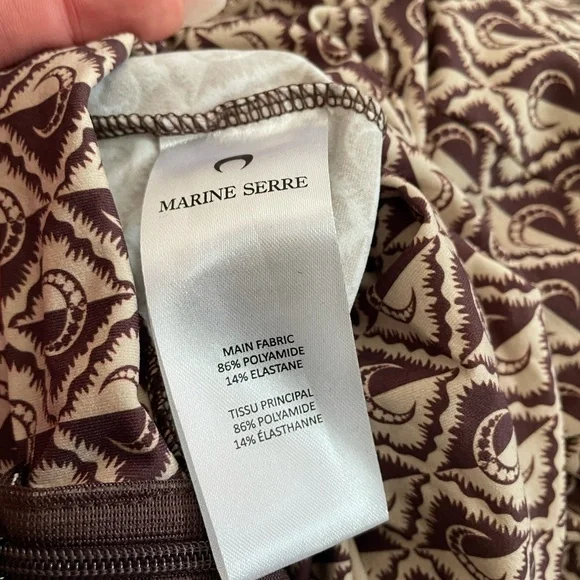 MARINE SERRE
MAIN FABRIC
86% POLYAMIDE
14% ELASTANE
TISSU PRINCIPAL
86% POLYAMIDE
14% ÉLASTHANNE